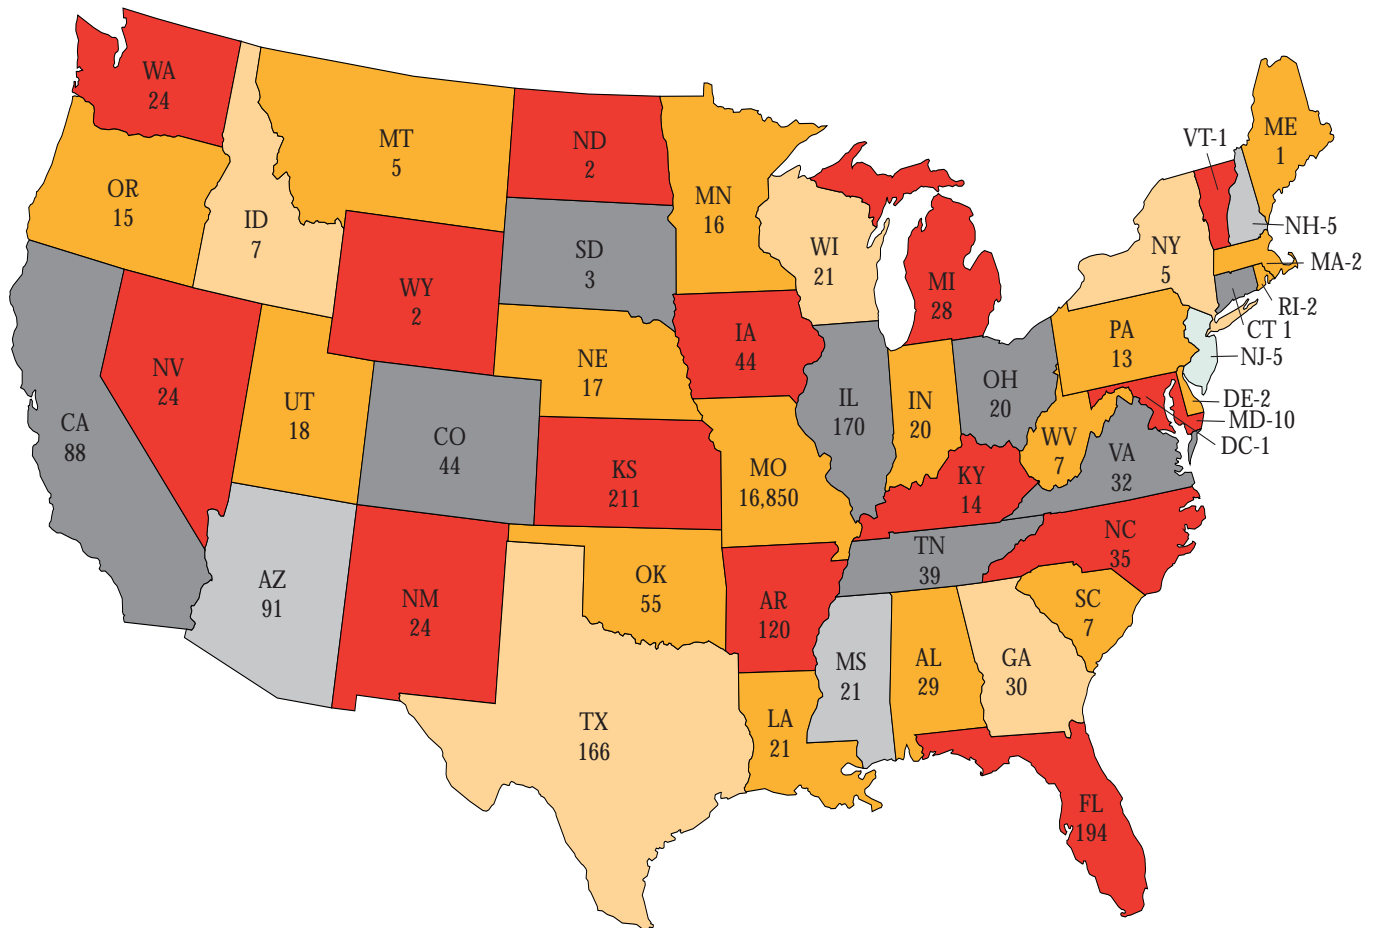 WA
24
MT
5
ND
2
OR
15
ID
7
MN
16
SD
3
WI
21
WY
2
MI
28
VT-1
ME
1
NH-5
NY
5
MA-2
RI-2
CT 1
NJ-5
PA
13
DE-2
MD-10
DC-1
IA
44
NE
17
NV
24
UT
18
CA
88
CO
44
IL
170
IN
20
OH
20
WV
7
VA
32
KS
211
MO
16,850
KY
14
NC
35
TN
39
AZ
91
NM
24
OK
55
AR
120
SC
7
MS
21
AL
29
GA
30
TX
166
LA
21
FL
194